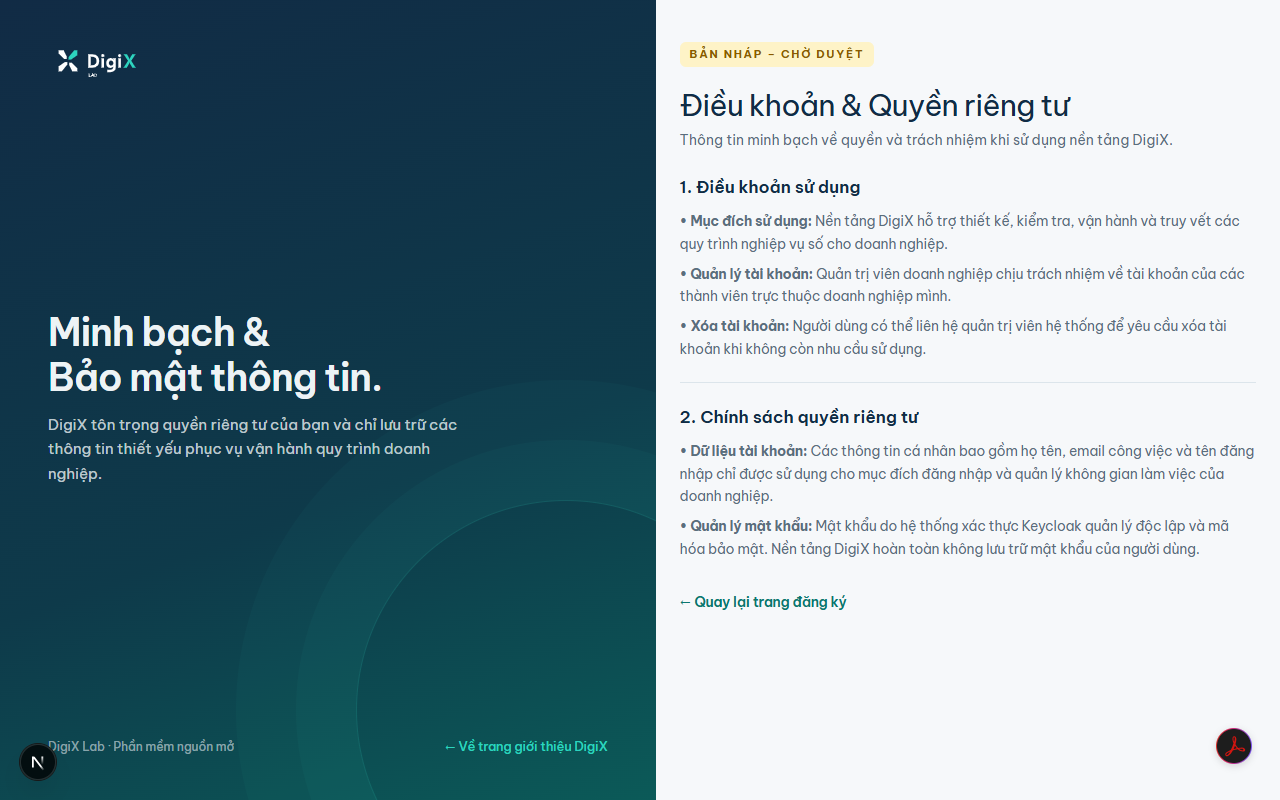 DigiX
LAO
Minh bạch &
Bảo mật thông tin.
DigiX tôn trọng quyền riêng tư của bạn và chỉ lưu trữ các
thông tin thiết yếu phục vụ vận hành quy trình doanh
nghiệp.
DigiX Lab · Phần mềm nguồn mở
← Về trang giới thiệu DigiX
N
BẢN NHÁP – CHỜ DUYỆT
Điều khoản & Quyền riêng tư
Thông tin minh bạch về quyền và trách nhiệm khi sử dụng nền tảng DigiX.
1. Điều khoản sử dụng
• Mục đích sử dụng: Nền tảng DigiX hỗ trợ thiết kế, kiểm tra, vận hành và truy vết các
quy trình nghiệp vụ số cho doanh nghiệp.
• Quản lý tài khoản: Quản trị viên doanh nghiệp chịu trách nhiệm về tài khoản của các
thành viên trực thuộc doanh nghiệp mình.
• Xóa tài khoản: Người dùng có thể liên hệ quản trị viên hệ thống để yêu cầu xóa tài
khoản khi không còn nhu cầu sử dụng.
2. Chính sách quyền riêng tư
• Dữ liệu tài khoản: Các thông tin cá nhân bao gồm họ tên, email công việc và tên đăng
nhập chỉ được sử dụng cho mục đích đăng nhập và quản lý không gian làm việc của
doanh nghiệp.
• Quản lý mật khẩu: Mật khẩu do hệ thống xác thực Keycloak quản lý độc lập và mã
hóa bảo mật. Nền tảng DigiX hoàn toàn không lưu trữ mật khẩu của người dùng.
← Quay lại trang đăng ký